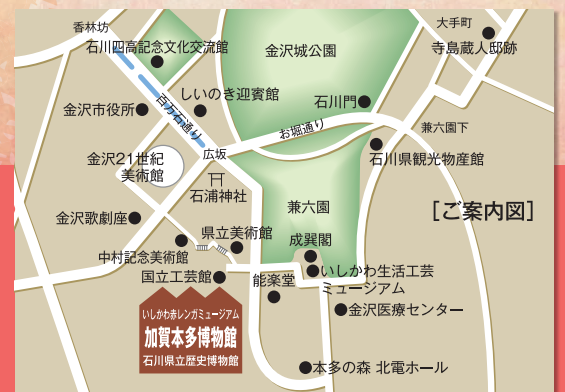 香林坊
大手町
石川四高記念文化交流館
金沢城公園
寺島蔵人邸跡
しいのき迎賓館
石川門
金沢市役所
百万石通り
お堀通り
兼六園下
広坂
金沢21世紀
美術館
石川県観光物産館
石浦神社
兼六園
[ご案内図]
金沢歌劇座
県立美術館
成巽閣
中村記念美術館
いしかわ生活工芸
ミュージアム
国立工芸館
能楽堂
いしかわ赤レンガミュージアム
加賀本多博物館
石川県立歴史博物館
金沢医療センター
本多の森 北電ホール